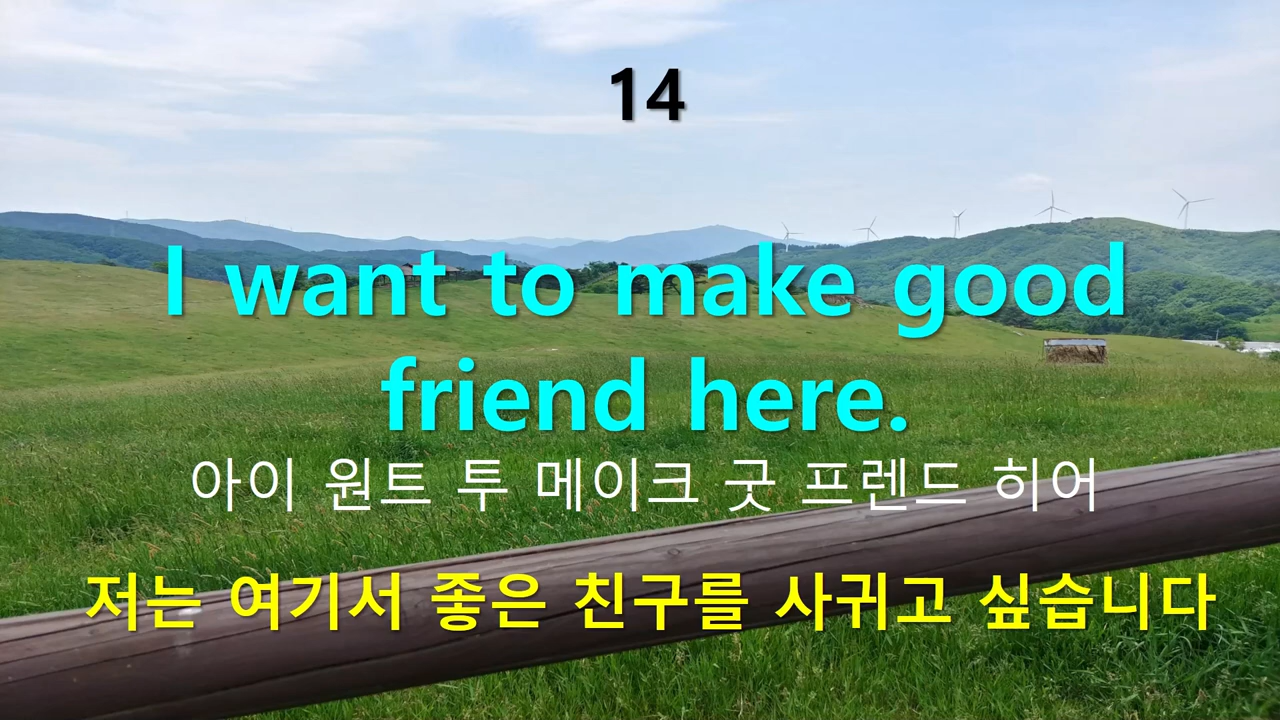 14
I want to make good
friend here.
아이 원트 투 메이크 굿 프렌드 히어
저는 여기서 좋은 친구를 사귀고 싶습니다